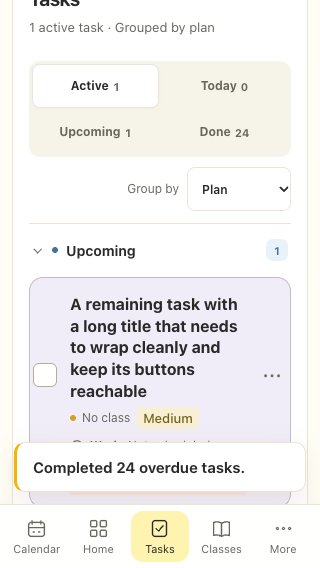 Tasks
1 active task · Grouped by plan
Active 1
Today 0
Upcoming 1
Done 24
Group by
Plan
Upcoming
1
A remaining task with
a long title that needs
to wrap cleanly and
keep its buttons
reachable
No class
Medium
Completed 24 overdue tasks.
Calendar
Home
Tasks
Classes
More